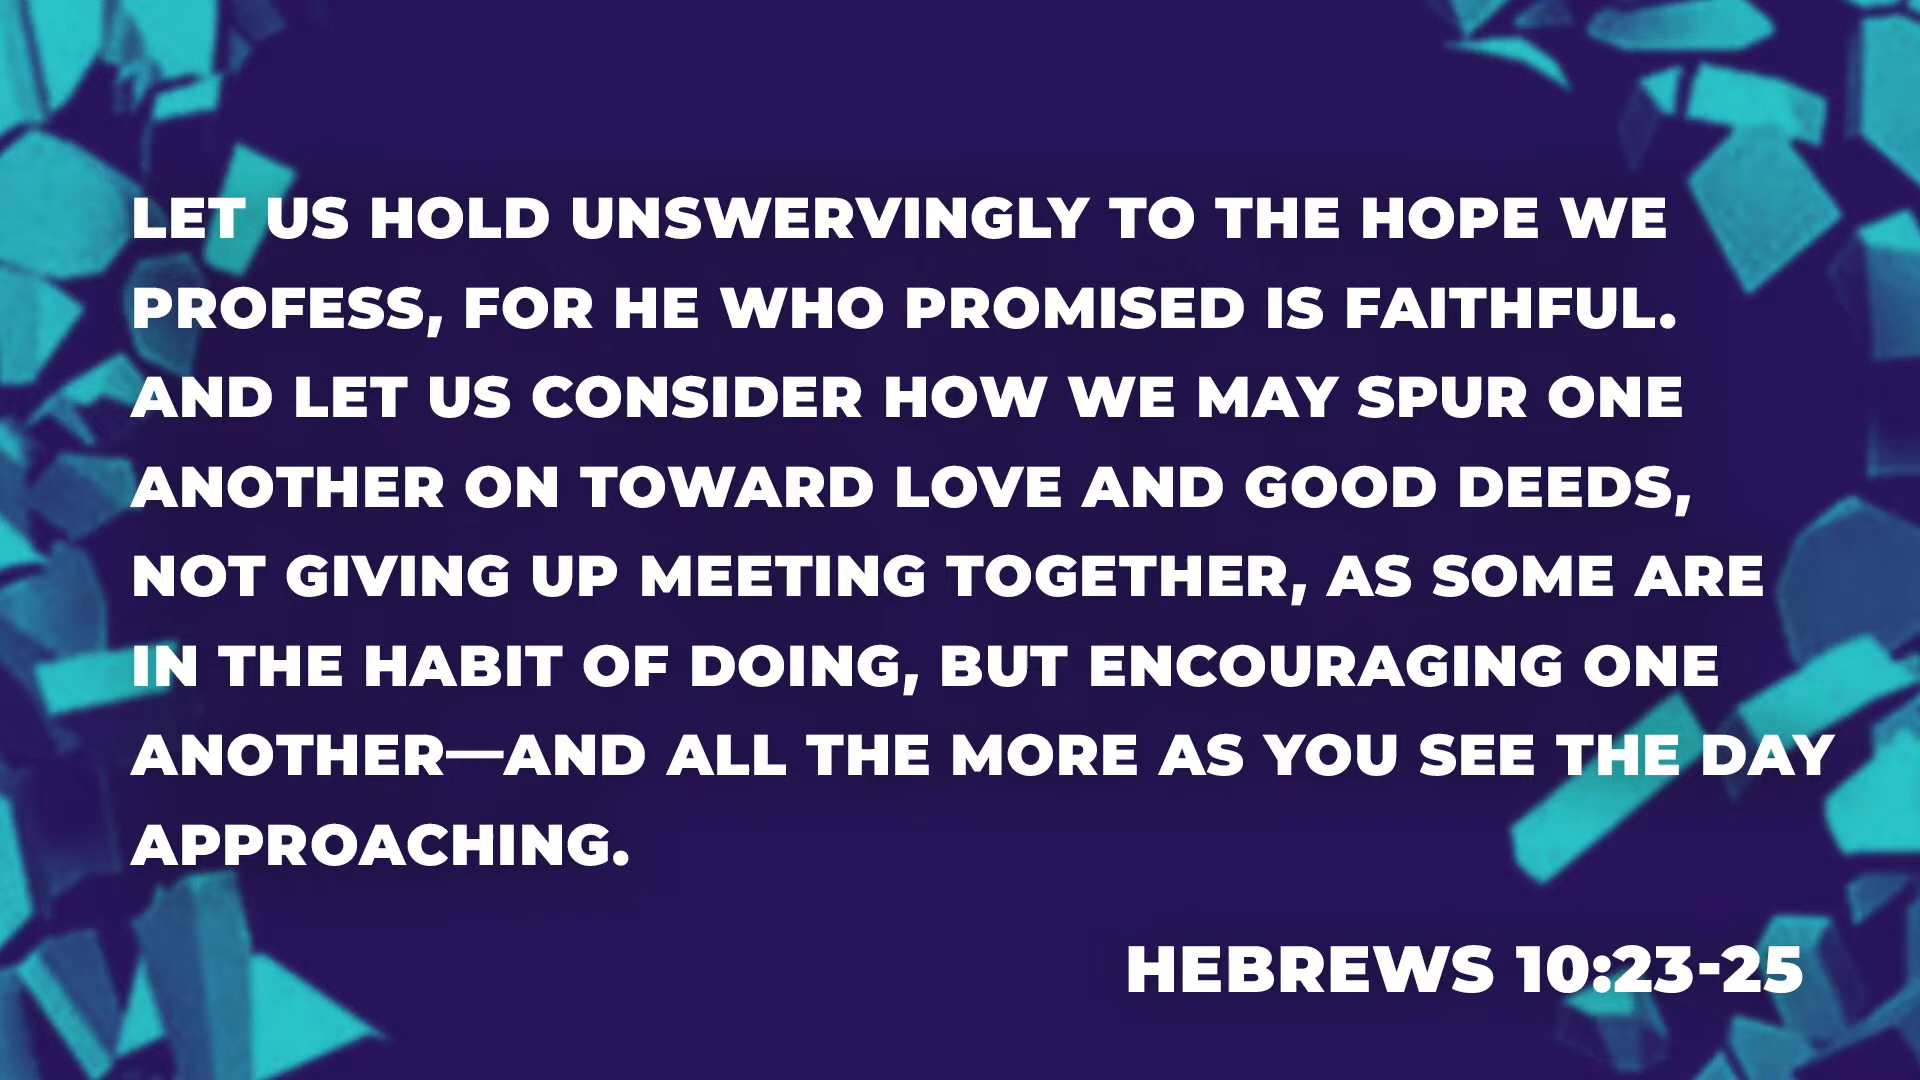 LET US HOLD UNSWERVINGLY TO THE HOPE WE
PROFESS, FOR HE WHO PROMISED IS FAITHFUL.
AND LET US CONSIDER HOW WE MAY SPUR ONE
ANOTHER ON TOWARD LOVE AND GOOD DEEDS,
NOT GIVING UP MEETING TOGETHER, AS SOME ARE
IN THE HABIT OF DOING, BUT ENCOURAGING ONE
ANOTHER—AND ALL THE MORE AS YOU SEE THE DAY
APPROACHING.
HEBREWS 10:23-25